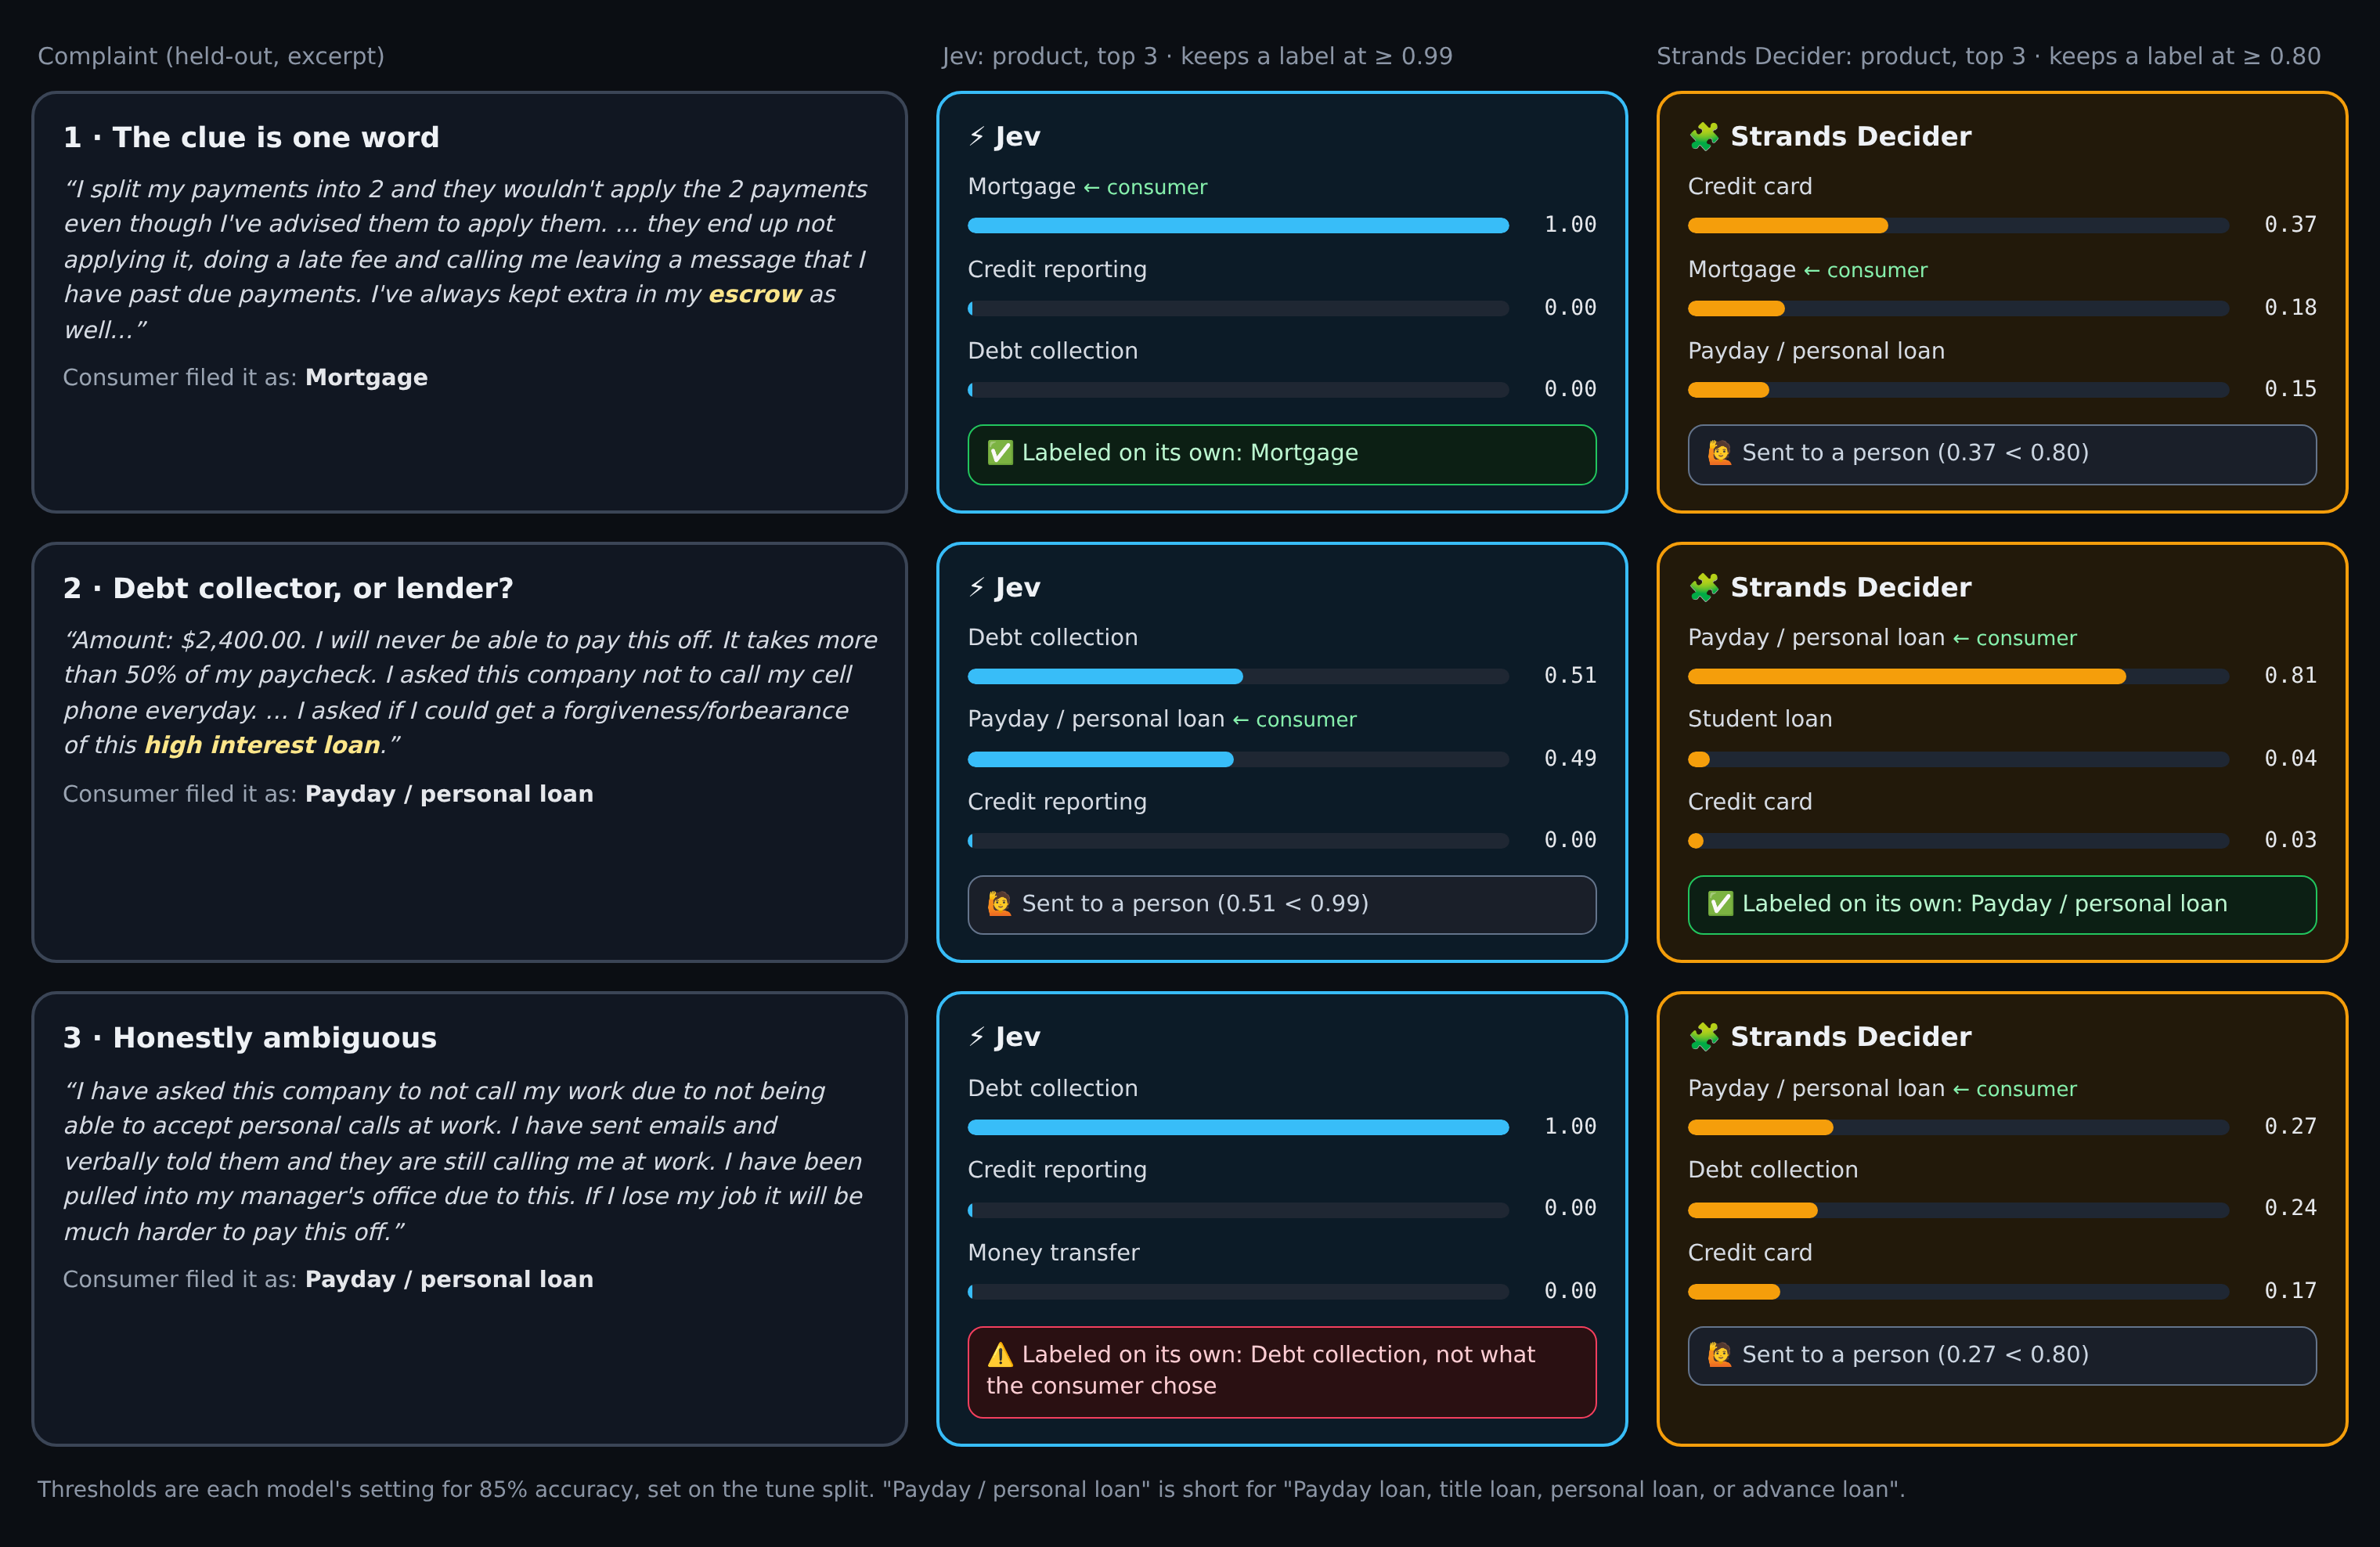 Complaint (held-out, excerpt)
Jev: product, top 3 · keeps a label at ≥ 0.99
Strands Decider: product, top 3 · keeps a label at ≥ 0.80
1 · The clue is one word
“I split my payments into 2 and they wouldn't apply the 2 payments
even though I've advised them to apply them. … they end up not
applying it, doing a late fee and calling me leaving a message that I
have past due payments. I've always kept extra in my escrow as
well…”
Consumer filed it as: Mortgage
⚡ Jev
Mortgage ← consumer
1.00
Credit reporting
0.00
Debt collection
0.00
✅ Labeled on its own: Mortgage
🧩 Strands Decider
Credit card
0.37
Mortgage ← consumer
0.18
Payday / personal loan
0.15
🙋 Sent to a person (0.37 < 0.80)
2 · Debt collector, or lender?
“Amount: $2,400.00. I will never be able to pay this off. It takes more
than 50% of my paycheck. I asked this company not to call my cell
phone everyday. … I asked if I could get a forgiveness/forbearance
of this high interest loan.”
Consumer filed it as: Payday / personal loan
⚡ Jev
Debt collection
0.51
Payday / personal loan ← consumer
0.49
Credit reporting
0.00
🙋 Sent to a person (0.51 < 0.99)
🧩 Strands Decider
Payday / personal loan ← consumer
0.81
Student loan
0.04
Credit card
0.03
✅ Labeled on its own: Payday / personal loan
3 · Honestly ambiguous
“I have asked this company to not call my work due to not being
able to accept personal calls at work. I have sent emails and
verbally told them and they are still calling me at work. I have been
pulled into my manager's office due to this. If I lose my job it will be
much harder to pay this off.”
Consumer filed it as: Payday / personal loan
⚡ Jev
Debt collection
1.00
Credit reporting
0.00
Money transfer
0.00
⚠️ Labeled on its own: Debt collection, not what
the consumer chose
🧩 Strands Decider
Payday / personal loan ← consumer
0.27
Debt collection
0.24
Credit card
0.17
🙋 Sent to a person (0.27 < 0.80)
Thresholds are each model's setting for 85% accuracy, set on the tune split. "Payday / personal loan" is short for "Payday loan, title loan, personal loan, or advance loan".